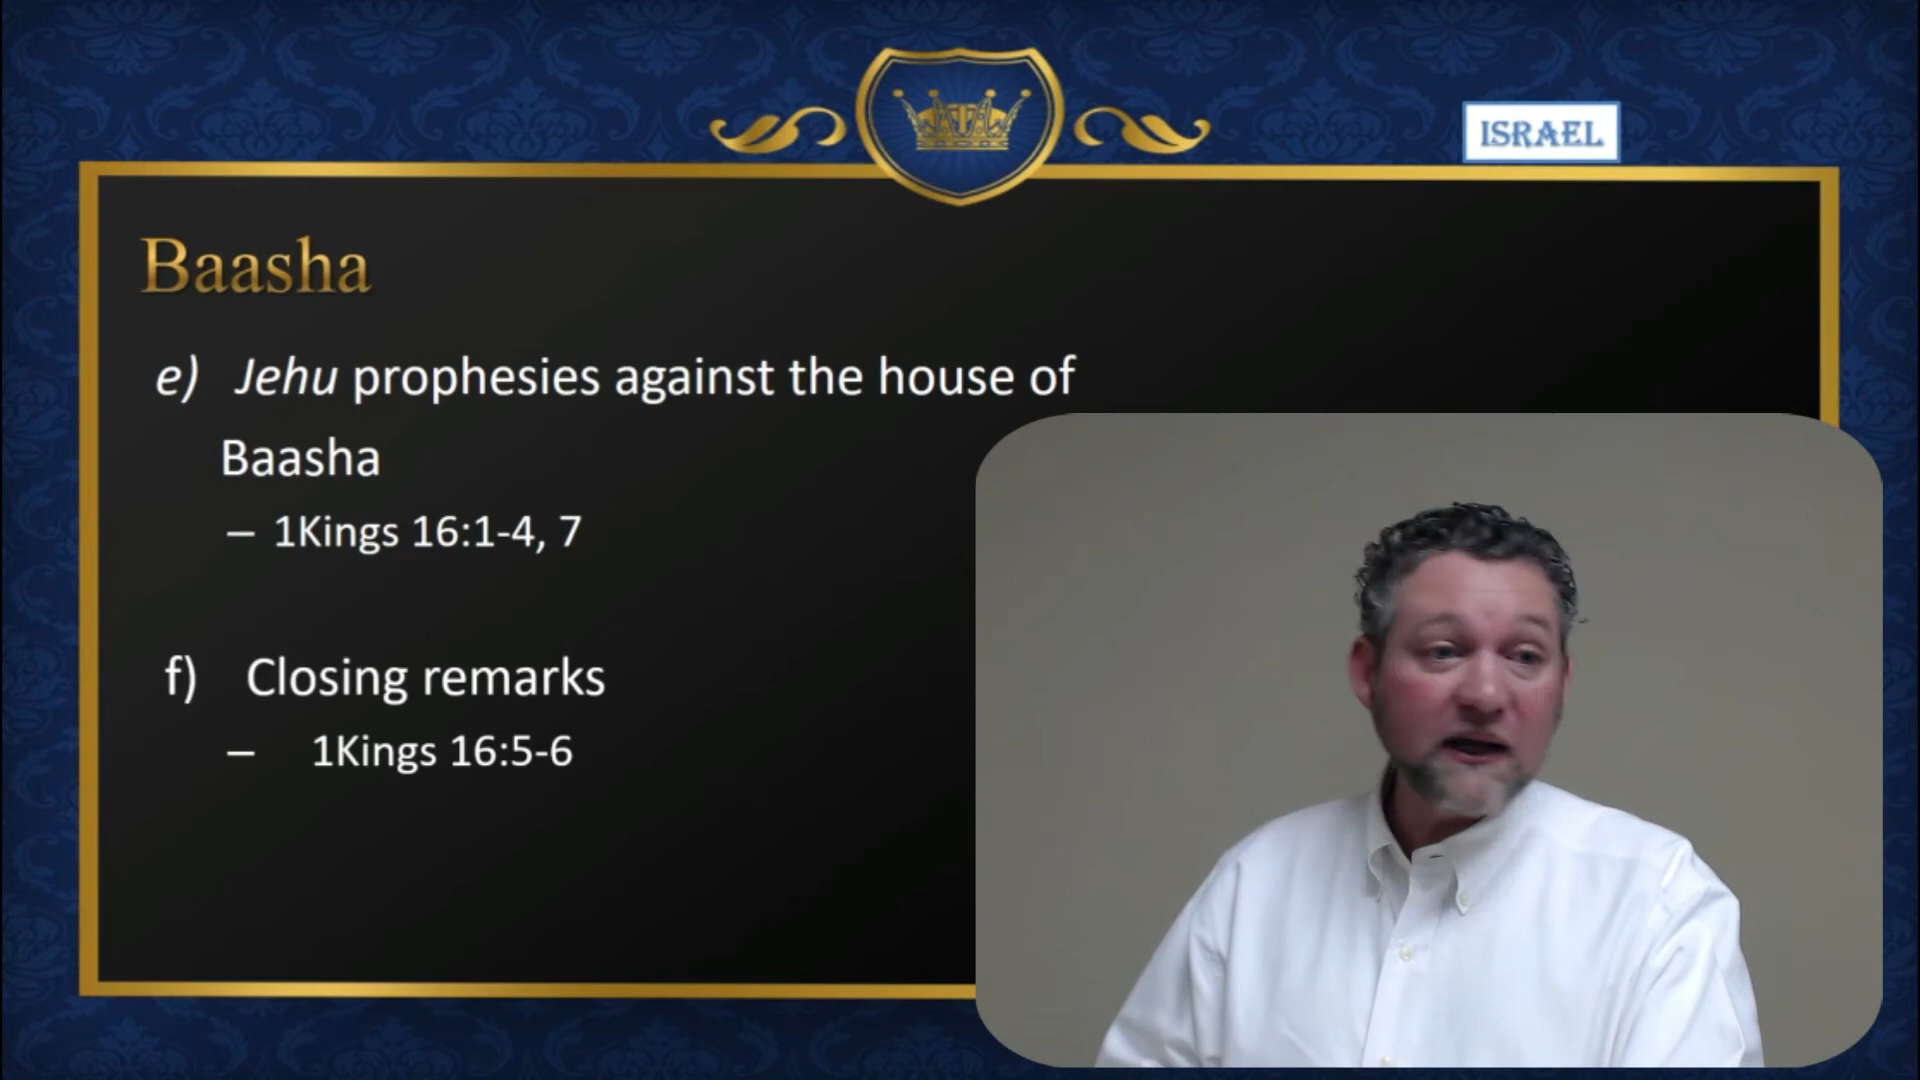 ISRAEL
Baasha
e) Jehu prophesies against the house of
Baasha
– 1Kings 16:1-4, 7
f) Closing remarks
– 1Kings 16:5-6